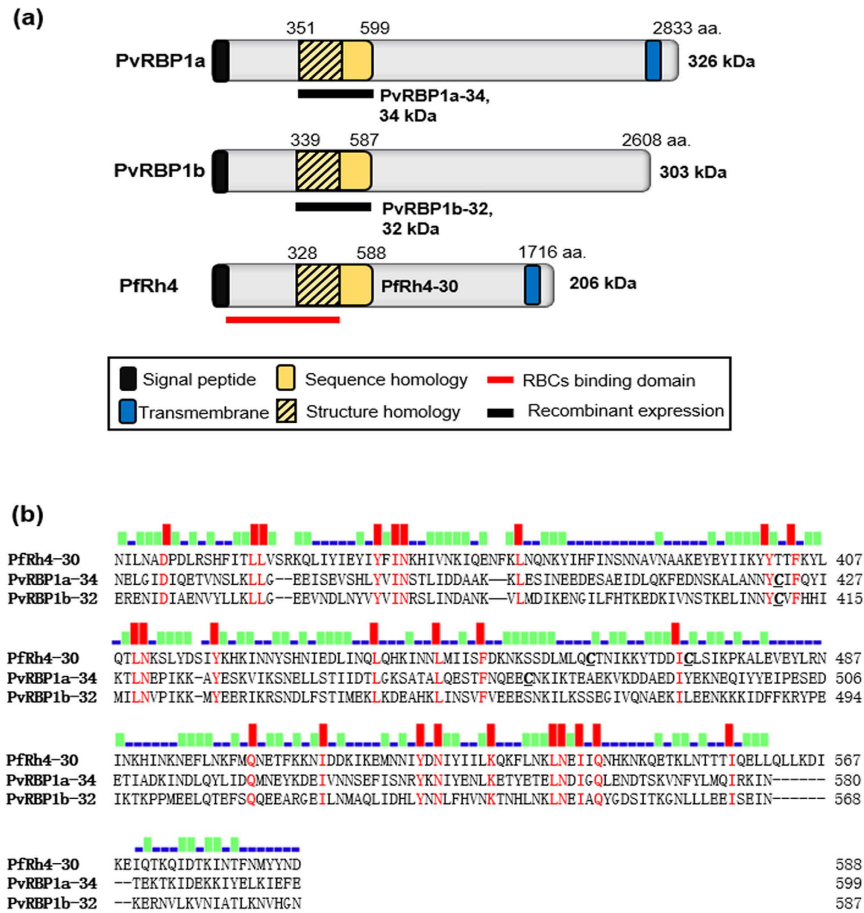 (a)
351 599 2833 aa.
PvRBP1a 326 kDa
PvRBP1a-34,
34 kDa
339 587 2608 aa.
PvRBP1b 303 kDa
PvRBP1b-32,
32 kDa
328 588 1716 aa.
PfRh4 PfRh4-30 206 kDa
Signal peptide Sequence homology RBCs binding domain
Transmembrane Structure homology Recombinant expression
(b)
PfRh4-30 NILNADPDLRSHFITLLVSRKQLIYIEYIYFINKHIVNKIQENFKLNQNKYIHFINSNNAVNAAKEYEYIIKYYTTFKYL 407
PvRBP1a-34 NELGIDIQETVNSLKLLG--EEISEVSHLYVINSTLIDDAAK--KLESINEEDESAEIDLQKFEDNSKALANNYCIFQYI 427
PvRBP1b-32 ERENIDIAENVYLLKLLG--EEVNDLNYVYVINRSLINDANK--VLMDIKENGILFHTKEDKIVNSTKELINNYCVFHHI 415
PfRh4-30 QTLNKSLYDSIYKHKINNYSHNIEDLINQLQHKINNLMIISFDKNKSSDLMLQCTNIKKYTDDICLSIKPKALEVEYLRN 487
PvRBP1a-34 KTLNEPIKK-AYESKVIKSNELLSTIIDTLGKSATALQESTFNQEECNKIKTEAEKVKDDAEDIYEKNEQIYYEIPESED 506
PvRBP1b-32 MILNVPIKK-MYEERIKRSNDLFSTIMEKLKDEAHKLINSVFVEEESNKILKSSEGIVQNAEKILEENKKKIDFFKRYPE 494
PfRh4-30 INKHINKNEFLNKFMQNETFKKNIDDKIKEMNNIYDNIYIILKQKFLNKLNEIIQNHKNKQETKLNTTTIQELLQLLKDI 567
PvRBP1a-34 ETIADKINDLQYLIDQMNEYKDEIVNNSEFISNRYKNIYENLKETYETELNDIGQLENDTSKVNFYLMQIRKIN------ 580
PvRBP1b-32 IKTKPPMEELQTEFSQQEEARGEILNMAQLIDHLYNNLFHVNKTNHLNKLNEIAQYGDSITKGNLLLEEISEIN------ 568
PfRh4-30 KEIQTKQIDTKINTFNMYYND 588
PvRBP1a-34 --TEKTKIDEKKIYELKIEFE 599
PvRBP1b-32 --KERNVLKVNIATLKNVHGN 587